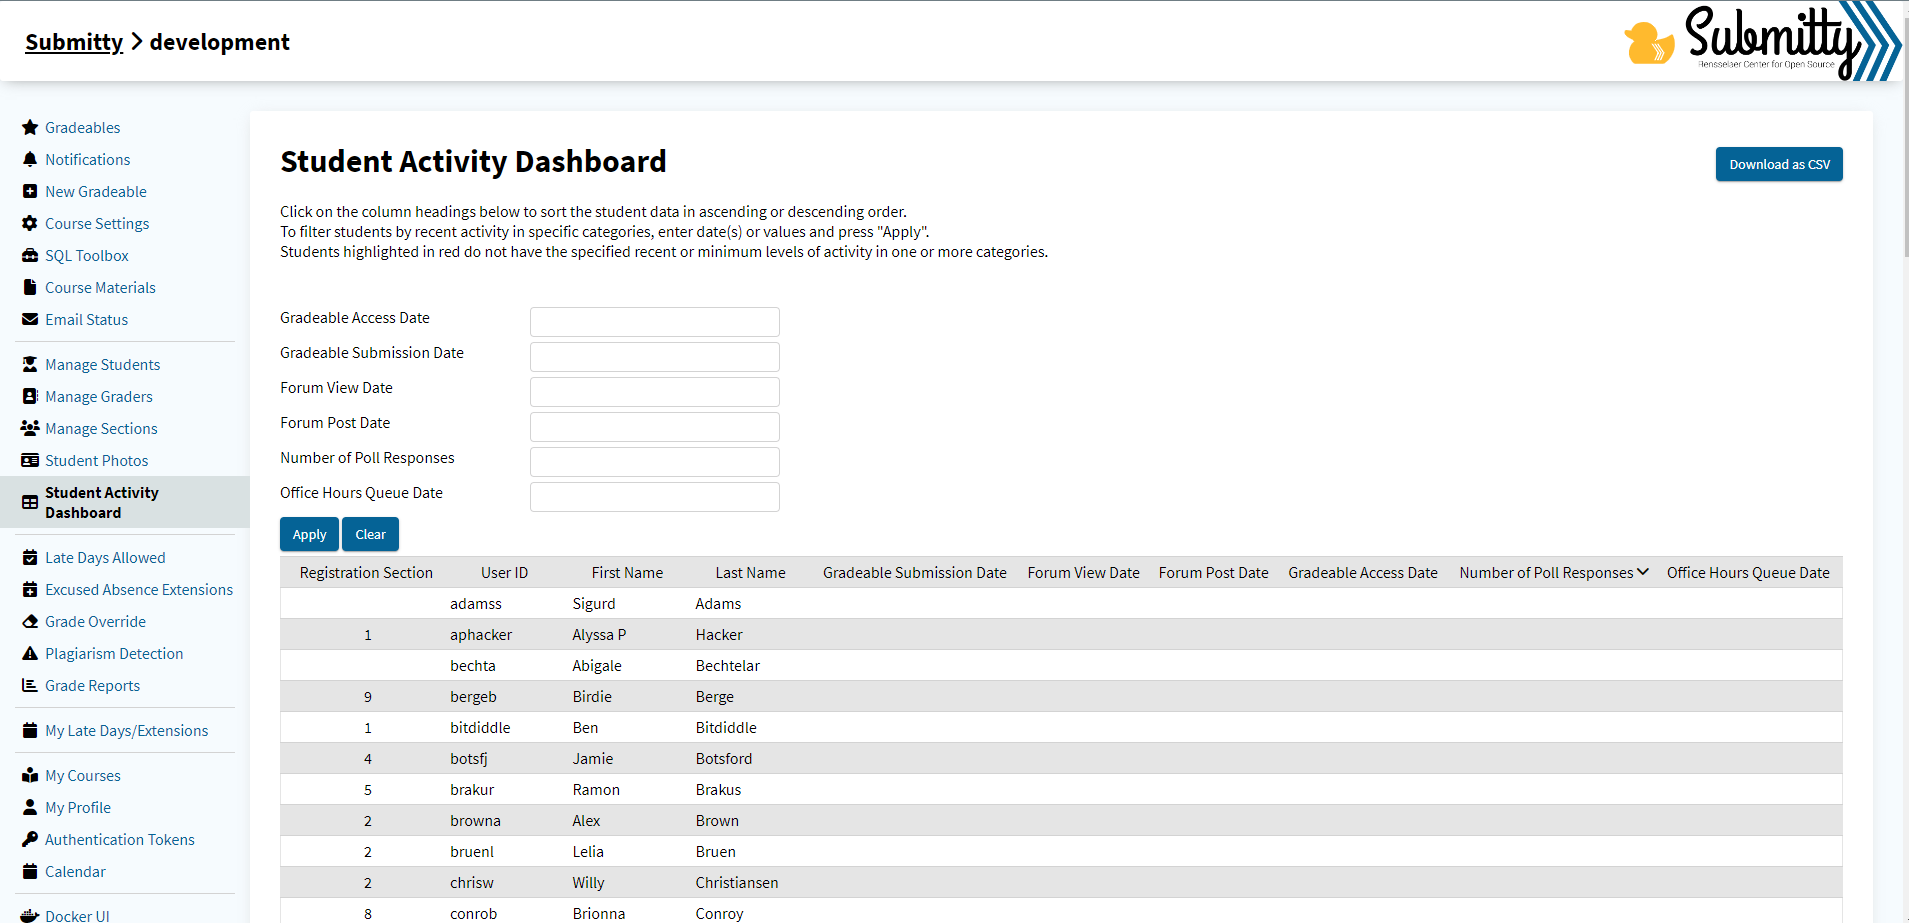 Submitty > development
Submitty
Rensselaer Center for Open Source
Gradeables
Notifications
New Gradeable
Course Settings
SQL Toolbox
Course Materials
Email Status
Manage Students
Manage Graders
Manage Sections
Student Photos
Student Activity
Dashboard
Late Days Allowed
Excused Absence Extensions
Grade Override
Plagiarism Detection
Grade Reports
My Late Days/Extensions
My Courses
My Profile
Authentication Tokens
Calendar
Docker UI
Student Activity Dashboard
Download as CSV
Click on the column headings below to sort the student data in ascending or descending order.
To filter students by recent activity in specific categories, enter date(s) or values and press "Apply".
Students highlighted in red do not have the specified recent or minimum levels of activity in one or more categories.
Gradeable Access Date
Gradeable Submission Date
Forum View Date
Forum Post Date
Number of Poll Responses
Office Hours Queue Date
Apply Clear
Registration Section User ID First Name Last Name Gradeable Submission Date Forum View Date Forum Post Date Gradeable Access Date Number of Poll Responses Office Hours Queue Date
adamss Sigurd Adams
1 aphacker Alyssa P Hacker
bechta Abigale Bechtelar
9 bergeb Birdie Berge
1 bitdiddle Ben Bitdiddle
4 botsfj Jamie Botsford
5 brakur Ramon Brakus
2 browna Alex Brown
2 bruenl Lelia Bruen
2 chrisw Willy Christiansen
8 conrob Brionna Conroy